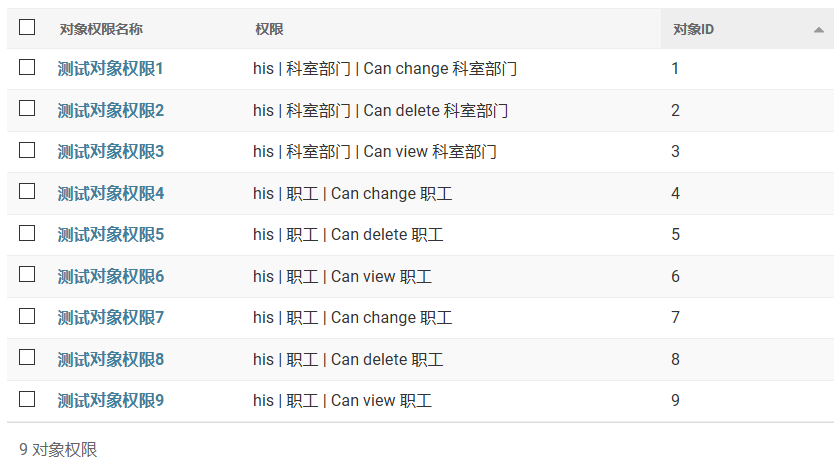 对象权限名称 权限 对象ID
测试对象权限1 his | 科室部门 | Can change 科室部门 1
测试对象权限2 his | 科室部门 | Can delete 科室部门 2
测试对象权限3 his | 科室部门 | Can view 科室部门 3
测试对象权限4 his | 职工 | Can change 职工 4
测试对象权限5 his | 职工 | Can delete 职工 5
测试对象权限6 his | 职工 | Can view 职工 6
测试对象权限7 his | 职工 | Can change 职工 7
测试对象权限8 his | 职工 | Can delete 职工 8
测试对象权限9 his | 职工 | Can view 职工 9
9 对象权限